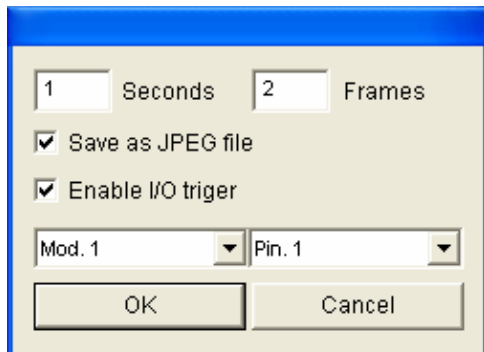 1 Seconds 2 Frames
Save as JPEG file
Enable I/O triger
Mod. 1 Pin. 1
OK Cancel